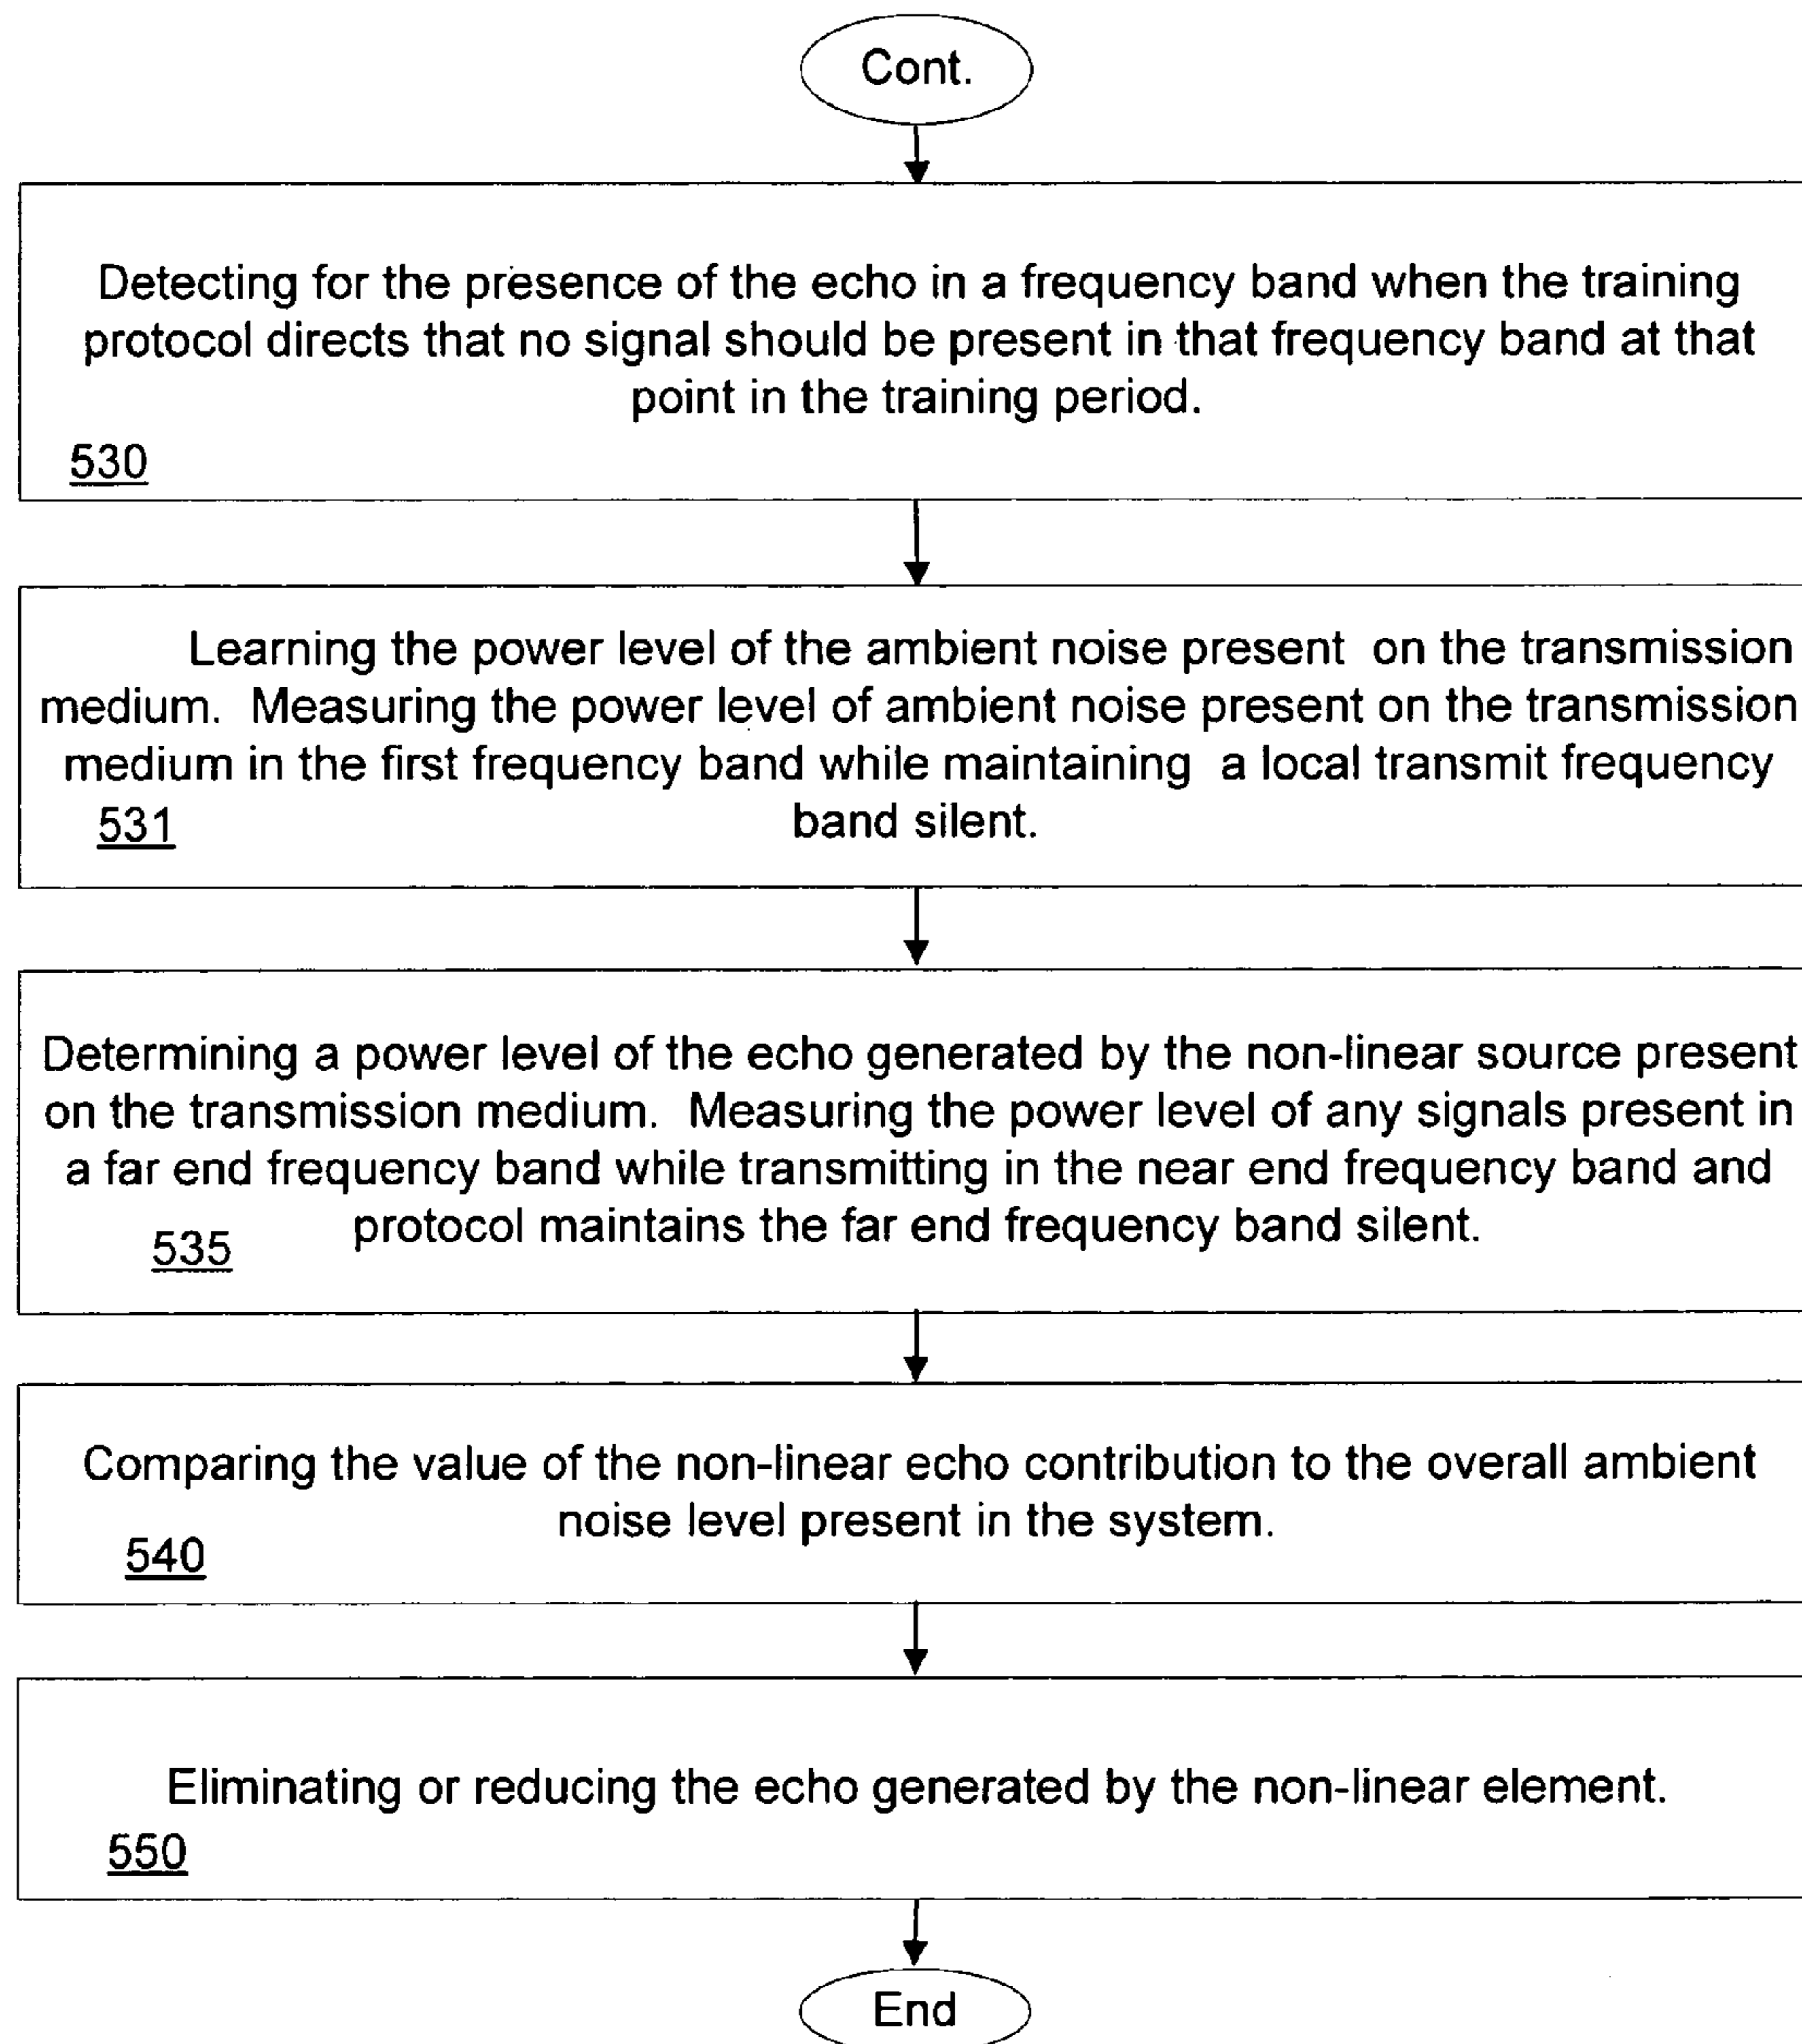 Cont.
Detecting for the presence of the echo in a frequency band when the training
protocol directs that no signal should be present in that frequency band at that
point in the training period.
530
Learning the power level of the ambient noise present on the transmission
medium. Measuring the power level of ambient noise present on the transmission
medium in the first frequency band while maintaining a local transmit frequency
band silent.
531
Determining a power level of the echo generated by the non-linear source present
on the transmission medium. Measuring the power level of any signals present in
a far end frequency band while transmitting in the near end frequency band and
protocol maintains the far end frequency band silent.
535
Comparing the value of the non-linear echo contribution to the overall ambient
noise level present in the system.
540
Eliminating or reducing the echo generated by the non-linear element.
550
End